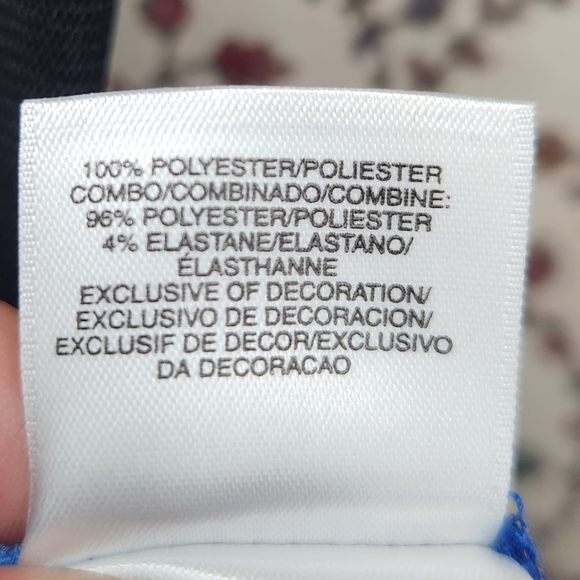 100% POLYESTER/POLIESTER
COMBO/COMBINADO/COMBINE:
96% POLYESTER/POLIESTER
4% ELASTANE/ELASTANO/
ÉLASTHANNE
EXCLUSIVE OF DECORATION/
EXCLUSIVO DE DECORACION/
EXCLUSIF DE DECOR/EXCLUSIVO
DA DECORACAO